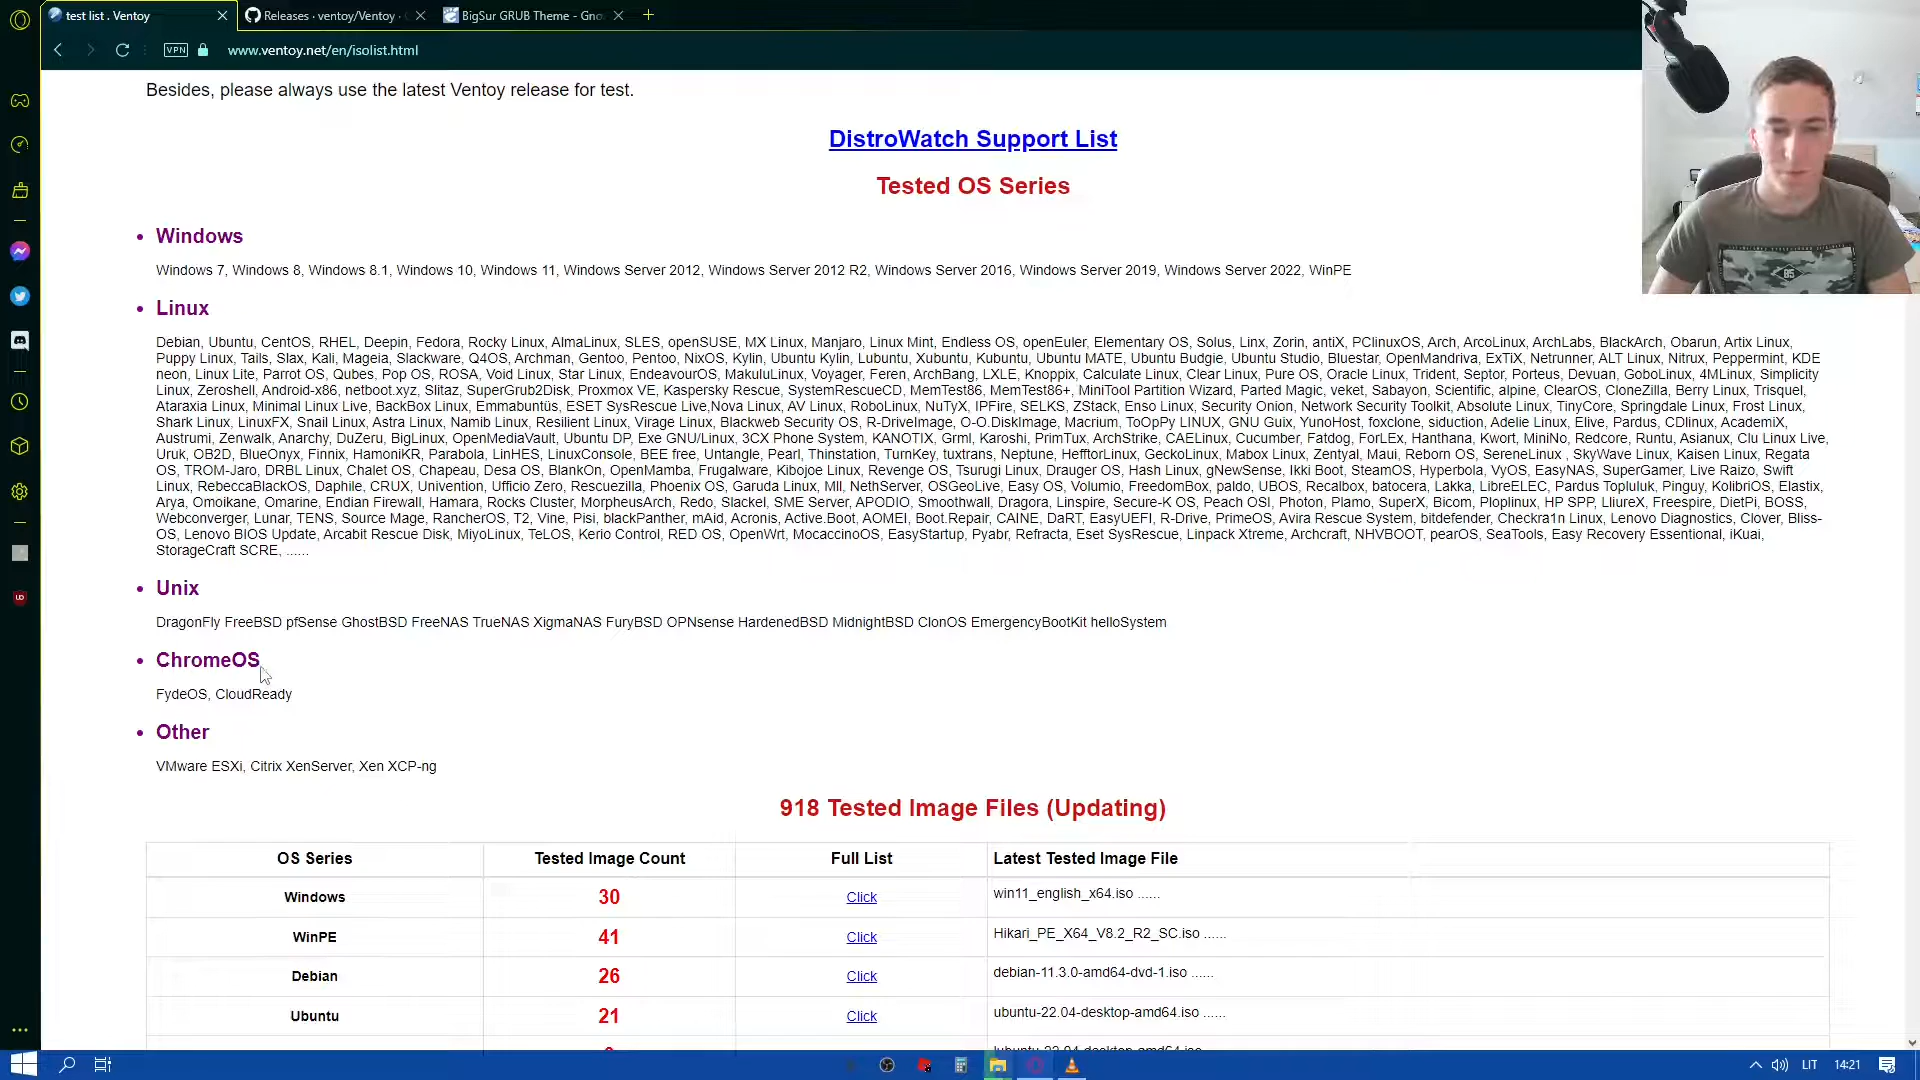 test list . Ventoy
Releases · ventoy/Ventoy ·
BigSur GRUB Theme - Gno
VPN
www.ventoy.net/en/isolist.html
Besides, please always use the latest Ventoy release for test.
DistroWatch Support List
Tested OS Series
Windows
Windows 7, Windows 8, Windows 8.1, Windows 10, Windows 11, Windows Server 2012, Windows Server 2012 R2, Windows Server 2016, Windows Server 2019, Windows Server 2022, WinPE
Linux
Debian, Ubuntu, CentOS, RHEL, Deepin, Fedora, Rocky Linux, AlmaLinux, SLES, openSUSE, MX Linux, Manjaro, Linux Mint, Endless OS, openEuler, Elementary OS, Solus, Linx, Zorin, antiX, PClinuxOS, Arch, ArcoLinux, ArchLabs, BlackArch, Obarun, Artix Linux,
Puppy Linux, Tails, Slax, Kali, Mageia, Slackware, Q4OS, Archman, Gentoo, Pentoo, NixOS, Kylin, Ubuntu Kylin, Lubuntu, Xubuntu, Kubuntu, Ubuntu MATE, Ubuntu Budgie, Ubuntu Studio, Bluestar, OpenMandriva, ExTiX, Netrunner, ALT Linux, Nitrux, Peppermint, KDE
neon, Linux Lite, Parrot OS, Qubes, Pop OS, ROSA, Void Linux, Star Linux, EndeavourOS, MakuluLinux, Voyager, Feren, ArchBang, LXLE, Knoppix, Calculate Linux, Clear Linux, Pure OS, Oracle Linux, Trident, Septor, Porteus, Devuan, GoboLinux, 4MLinux, Simplicity
Linux, Zeroshell, Android-x86, netboot.xyz, Slitaz, SuperGrub2Disk, Proxmox VE, Kaspersky Rescue, SystemRescueCD, MemTest86, MemTest86+, MiniTool Partition Wizard, Parted Magic, veket, Sabayon, Scientific, alpine, ClearOS, CloneZilla, Berry Linux, Trisquel,
Ataraxia Linux, Minimal Linux Live, BackBox Linux, Emmabuntüs, ESET SysRescue Live,Nova Linux, AV Linux, RoboLinux, NuTyX, IPFire, SELKS, ZStack, Enso Linux, Security Onion, Network Security Toolkit, Absolute Linux, TinyCore, Springdale Linux, Frost Linux,
Shark Linux, LinuxFX, Snail Linux, Astra Linux, Namib Linux, Resilient Linux, Virage Linux, Blackweb Security OS, R-DriveImage, O-O.DiskImage, Macrium, ToOpPy LINUX, GNU Guix, YunoHost, foxclone, siduction, Adelie Linux, Elive, Pardus, CDlinux, AcademiX,
Austrumi, Zenwalk, Anarchy, DuZeru, BigLinux, OpenMediaVault, Ubuntu DP, Exe GNU/Linux, 3CX Phone System, KANOTIX, Grml, Karoshi, PrimTux, ArchStrike, CAELinux, Cucumber, Fatdog, ForLEx, Hanthana, Kwort, MiniNo, Redcore, Runtu, Asianux, Clu Linux Live,
Uruk, OB2D, BlueOnyx, Finnix, HamoniKR, Parabola, LinHES, LinuxConsole, BEE free, Untangle, Pearl, Thinstation, TurnKey, tuxtrans, Neptune, HefftorLinux, GeckoLinux, Mabox Linux, Zentyal, Maui, Reborn OS, SereneLinux , SkyWave Linux, Kaisen Linux, Regata
OS, TROM-Jaro, DRBL Linux, Chalet OS, Chapeau, Desa OS, BlankOn, OpenMamba, Frugalware, Kibojoe Linux, Revenge OS, Tsurugi Linux, Drauger OS, Hash Linux, gNewSense, Ikki Boot, SteamOS, Hyperbola, VyOS, EasyNAS, SuperGamer, Live Raizo, Swift
Linux, RebeccaBlackOS, Daphile, CRUX, Univention, Ufficio Zero, Rescuezilla, Phoenix OS, Garuda Linux, Mll, NethServer, OSGeoLive, Easy OS, Volumio, FreedomBox, paldo, UBOS, Recalbox, batocera, Lakka, LibreELEC, Pardus Topluluk, Pinguy, KolibriOS, Elastix,
Arya, Omoikane, Omarine, Endian Firewall, Hamara, Rocks Cluster, MorpheusArch, Redo, Slackel, SME Server, APODIO, Smoothwall, Dragora, Linspire, Secure-K OS, Peach OSI, Photon, Plamo, SuperX, Bicom, Ploplinux, HP SPP, LliureX, Freespire, DietPi, BOSS,
Webconverger, Lunar, TENS, Source Mage, RancherOS, T2, Vine, Pisi, blackPanther, mAid, Acronis, Active.Boot, AOMEI, Boot.Repair, CAINE, DaRT, EasyUEFI, R-Drive, PrimeOS, Avira Rescue System, bitdefender, Checkra1n Linux, Lenovo Diagnostics, Clover, Bliss-
OS, Lenovo BIOS Update, Arcabit Rescue Disk, MiyoLinux, TeLOS, Kerio Control, RED OS, OpenWrt, MocaccinoOS, EasyStartup, Pyabr, Refracta, Eset SysRescue, Linpack Xtreme, Archcraft, NHVBOOT, pearOS, SeaTools, Easy Recovery Essentional, iKuai,
StorageCraft SCRE, ......
Unix
DragonFly FreeBSD pfSense GhostBSD FreeNAS TrueNAS XigmaNAS FuryBSD OPNsense HardenedBSD MidnightBSD ClonOS EmergencyBootKit helloSystem
ChromeOS
FydeOS, CloudReady
Other
VMware ESXi, Citrix XenServer, Xen XCP-ng
918 Tested Image Files (Updating)
OS Series Tested Image Count Full List Latest Tested Image File
Windows 30 Click win11_english_x64.iso ......
WinPE 41 Click Hikari_PE_X64_V8.2_R2_SC.iso ......
Debian 26 Click debian-11.3.0-amd64-dvd-1.iso ......
Ubuntu 21 Click ubuntu-22.04-desktop-amd64.iso ......
LIT 14:21